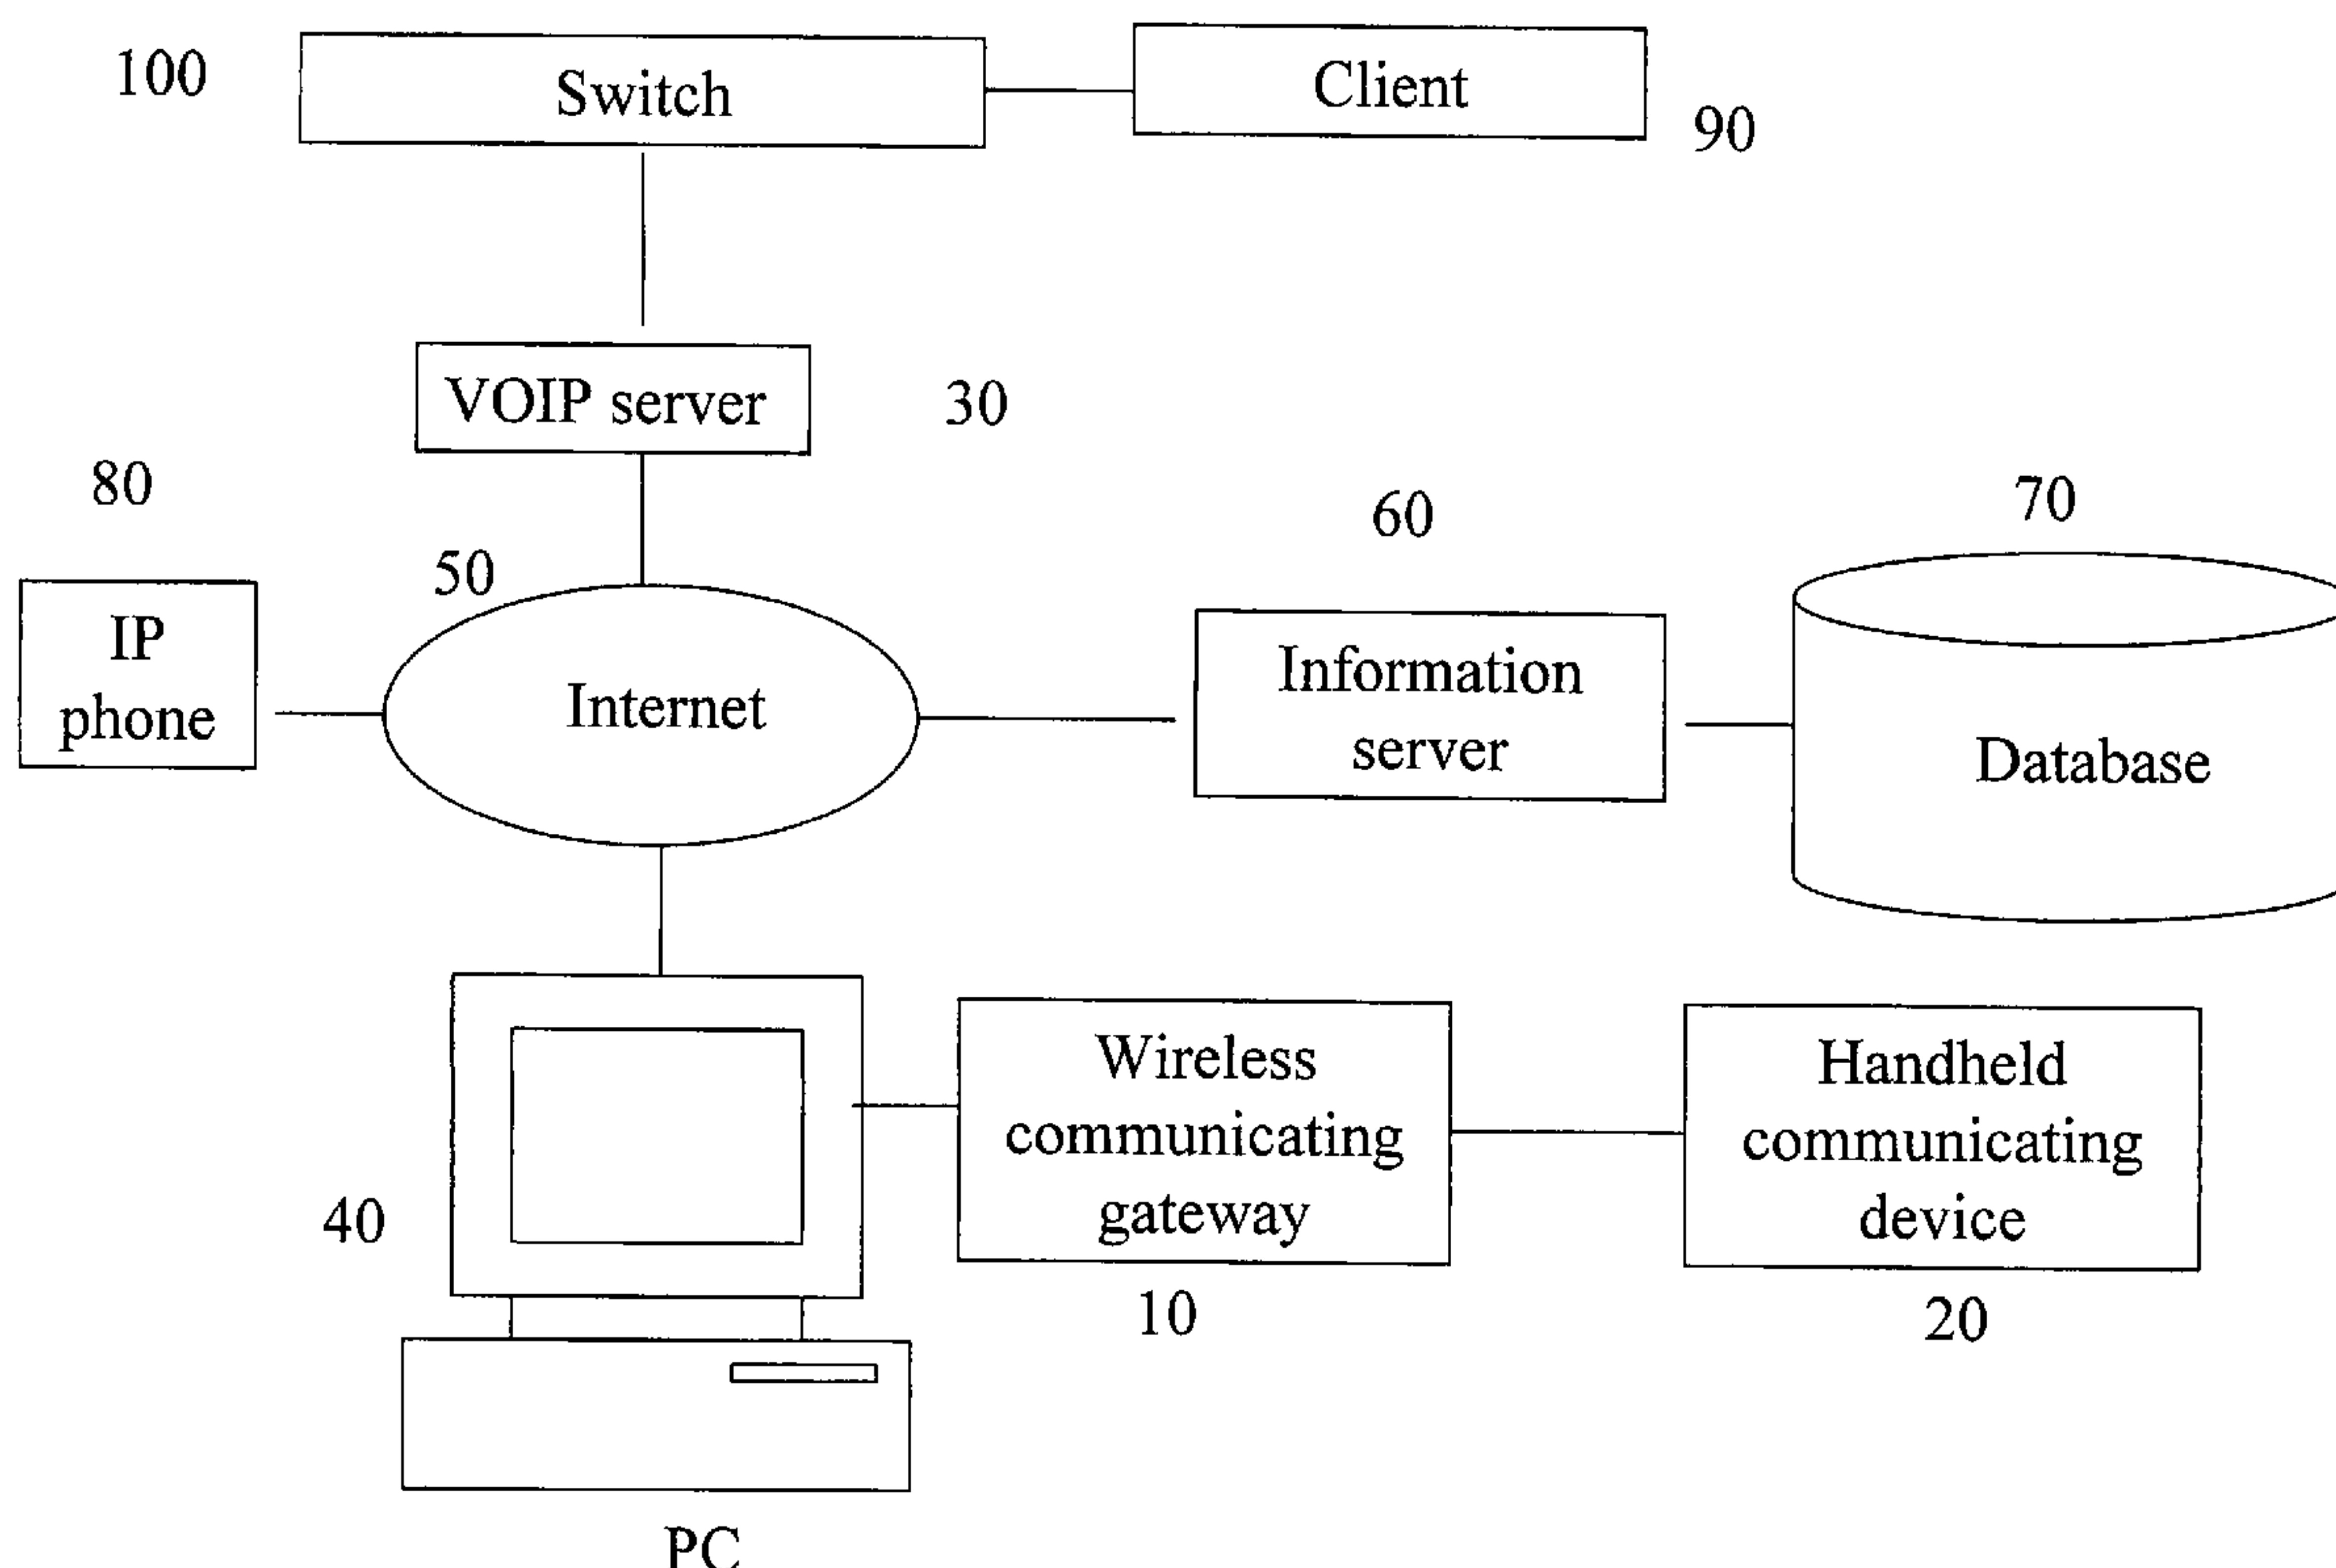 100
Switch
Client
90
VOIP server
30
80
50
60
70
IP
phone
Internet
Information
server
Database
Wireless
communicating
gateway
Handheld
communicating
device
40
10
20
PC